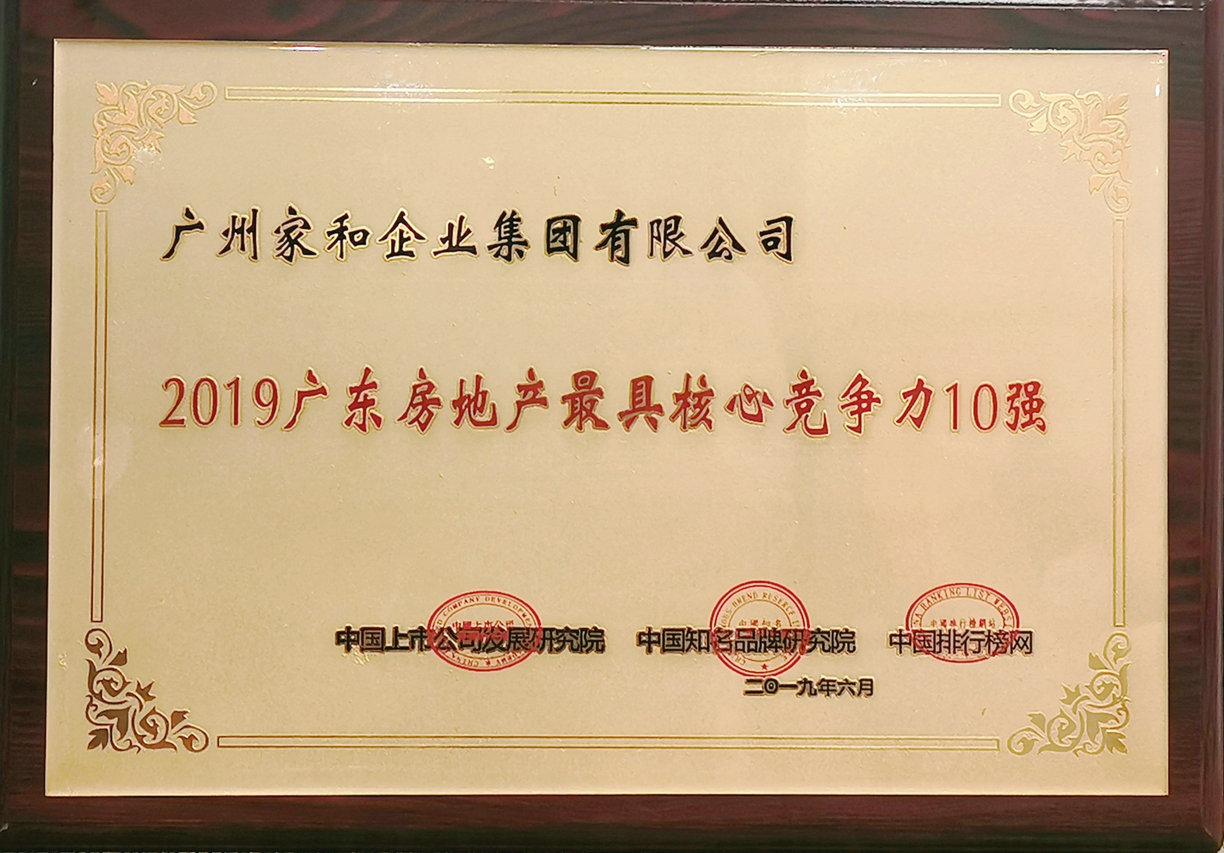 广州家和企业集团有限公司
2019广东房地产最具核心竞争力10强
中国上市公司发展研究院 中国知名品牌研究院 中国排行榜网
二〇一九年六月